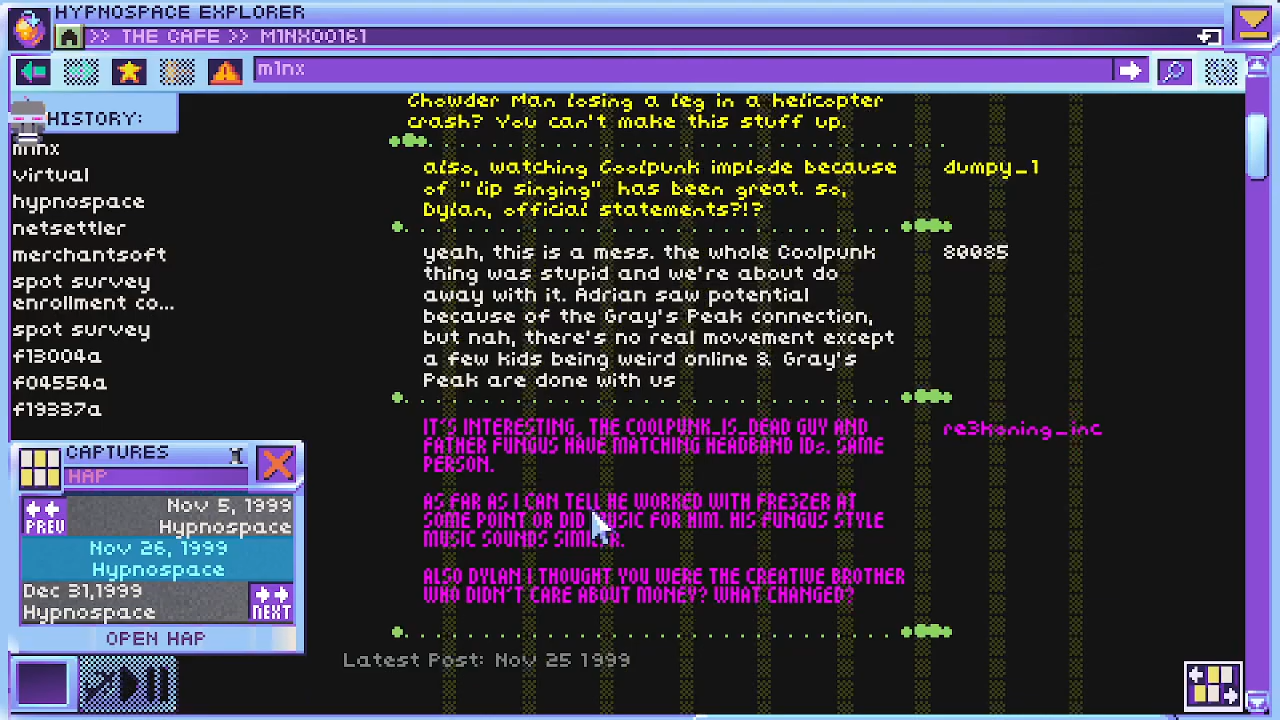 HYPNOSPACE EXPLORER
>> THE CAFE >> M1NX00161
m1nx
HISTORY:
m1nx
virtual
hypnospace
netsettler
merchantsoft
spot survey
enrollment co...
spot survey
f13004a
f04554a
f19337a
CAPTURES
HAP
Nov 5, 1999
Hypnospace
PREV
Nov 26, 1999
Hypnospace
Dec 31,1999
Hypnospace
NEXT
OPEN HAP
Chowder Man losing a leg in a helicopter
crash? You can't make this stuff up.
also, watching Coolpunk implode because
of "lip singing" has been great. so,
Dylan, official statements?!?
dumpy_1
yeah, this is a mess. the whole Coolpunk
thing was stupid and we're about do
away with it. Adrian saw potential
because of the Gray's Peak connection,
but nah, there's no real movement except
a few kids being weird online & Gray's
Peak are done with us
80085
IT'S INTERESTING, THE COOLPUNK_IS_DEAD GUY AND
FATHER FUNGUS HAVE MATCHING HEADBAND IDs. SAME
PERSON.
AS FAR AS I CAN TELL HE WORKED WITH FRE3ZER AT
SOME POINT OR DID MUSIC FOR HIM. HIS FUNGUS STYLE
MUSIC SOUNDS SIMILAR.
ALSO DYLAN I THOUGHT YOU WERE THE CREATIVE BROTHER
WHO DIDN'T CARE ABOUT MONEY? WHAT CHANGED?
re3koning_inc
Latest Post: Nov 25 1999